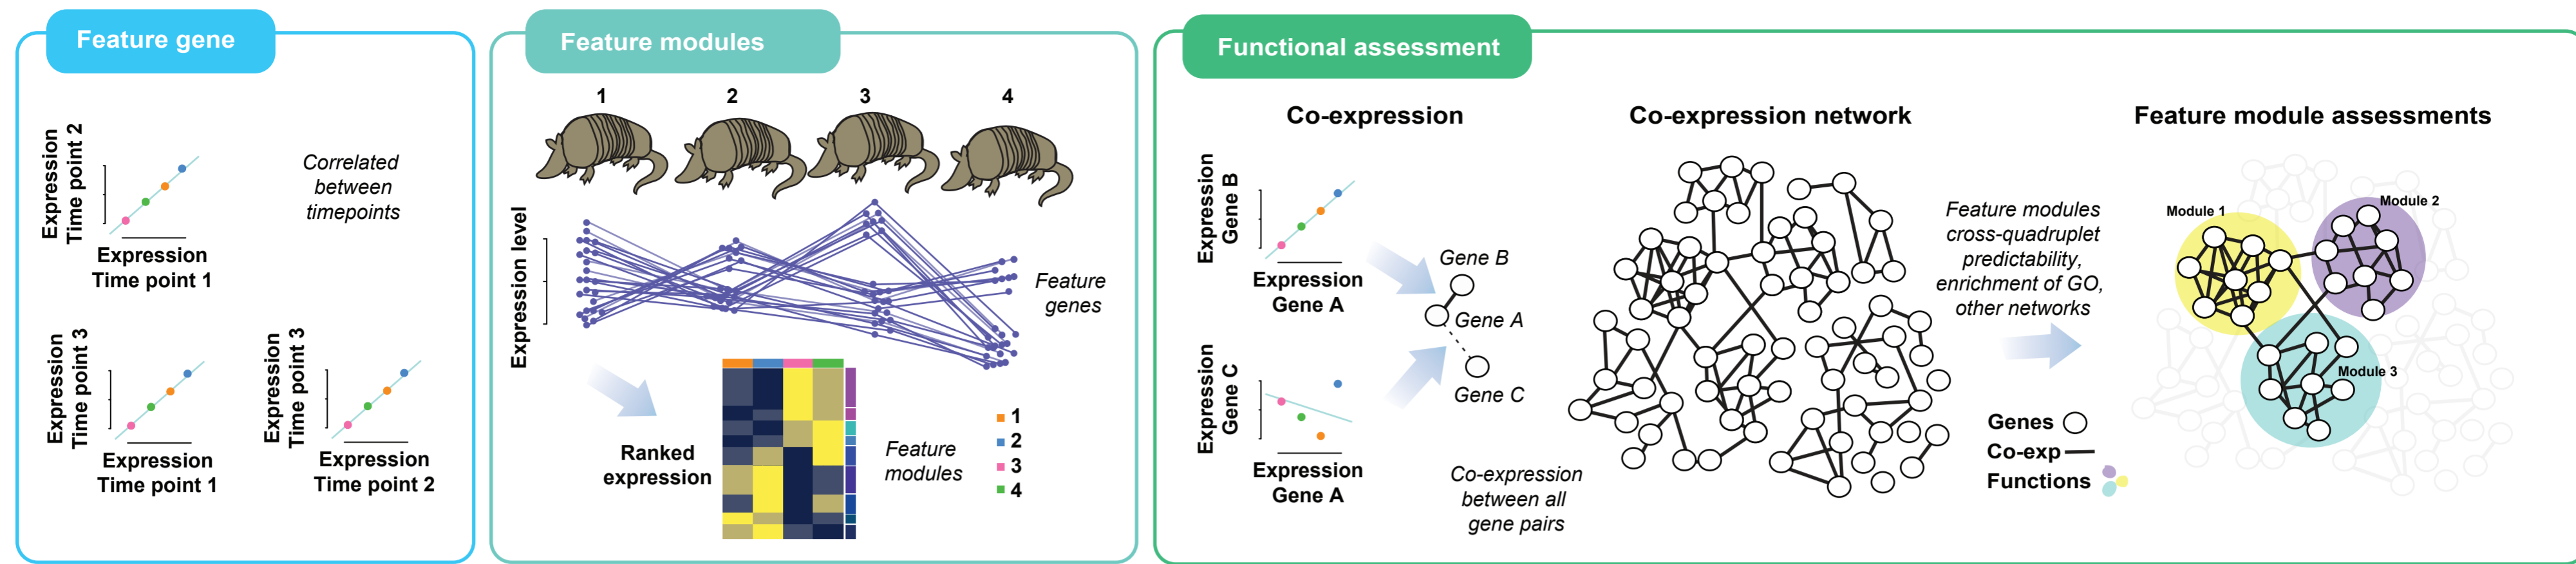 Feature gene
Expression
Time point 2
Expression
Time point 1
Correlated
between
timepoints
Expression
Time point 3
Expression
Time point 1
Expression
Time point 3
Expression
Time point 2
Feature modules
1
2
3
4
Expression level
Feature
genes
Ranked
expression
Feature
modules
1
2
3
4
Functional assessment
Co-expression
Expression
Gene B
Expression
Gene A
Expression
Gene C
Expression
Gene A
Gene B
Gene A
Gene C
Co-expression
between all
gene pairs
Co-expression network
Feature modules
cross-quadruplet
predictability,
enrichment of GO,
other networks
Genes
Co-exp
Functions
Feature module assessments
Module 1
Module 2
Module 3